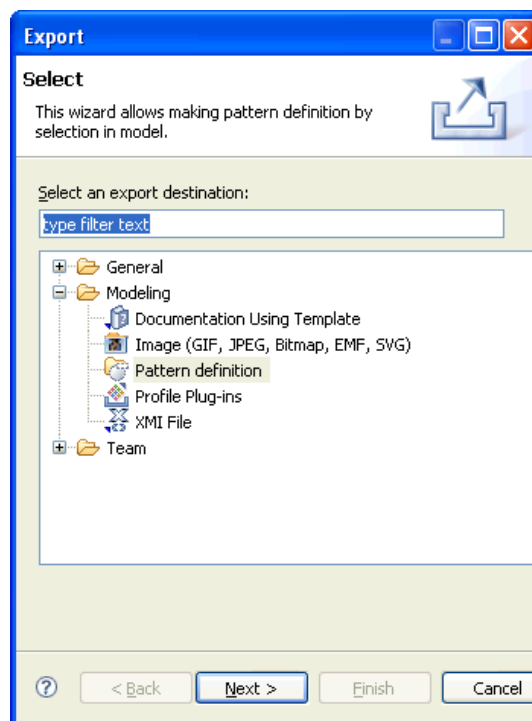 Export
Select
This wizard allows making pattern definition by
selection in model.
Select an export destination:
type filter text
General
Modeling
Documentation Using Template
Image (GIF, JPEG, Bitmap, EMF, SVG)
Pattern definition
Profile Plug-ins
XMI File
Team
< Back Next > Finish Cancel